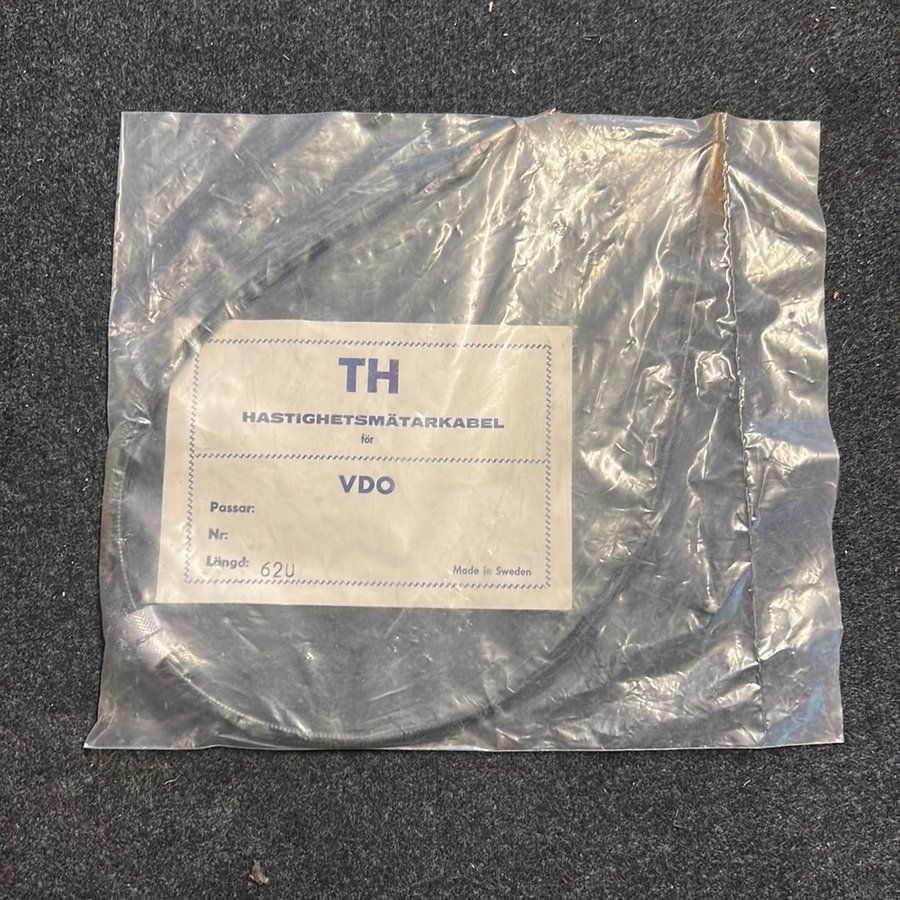 TH
HASTIGHETSMÄTARKABEL
för
VDO
Passar:
Nr:
Längd: 620
Made in Sweden